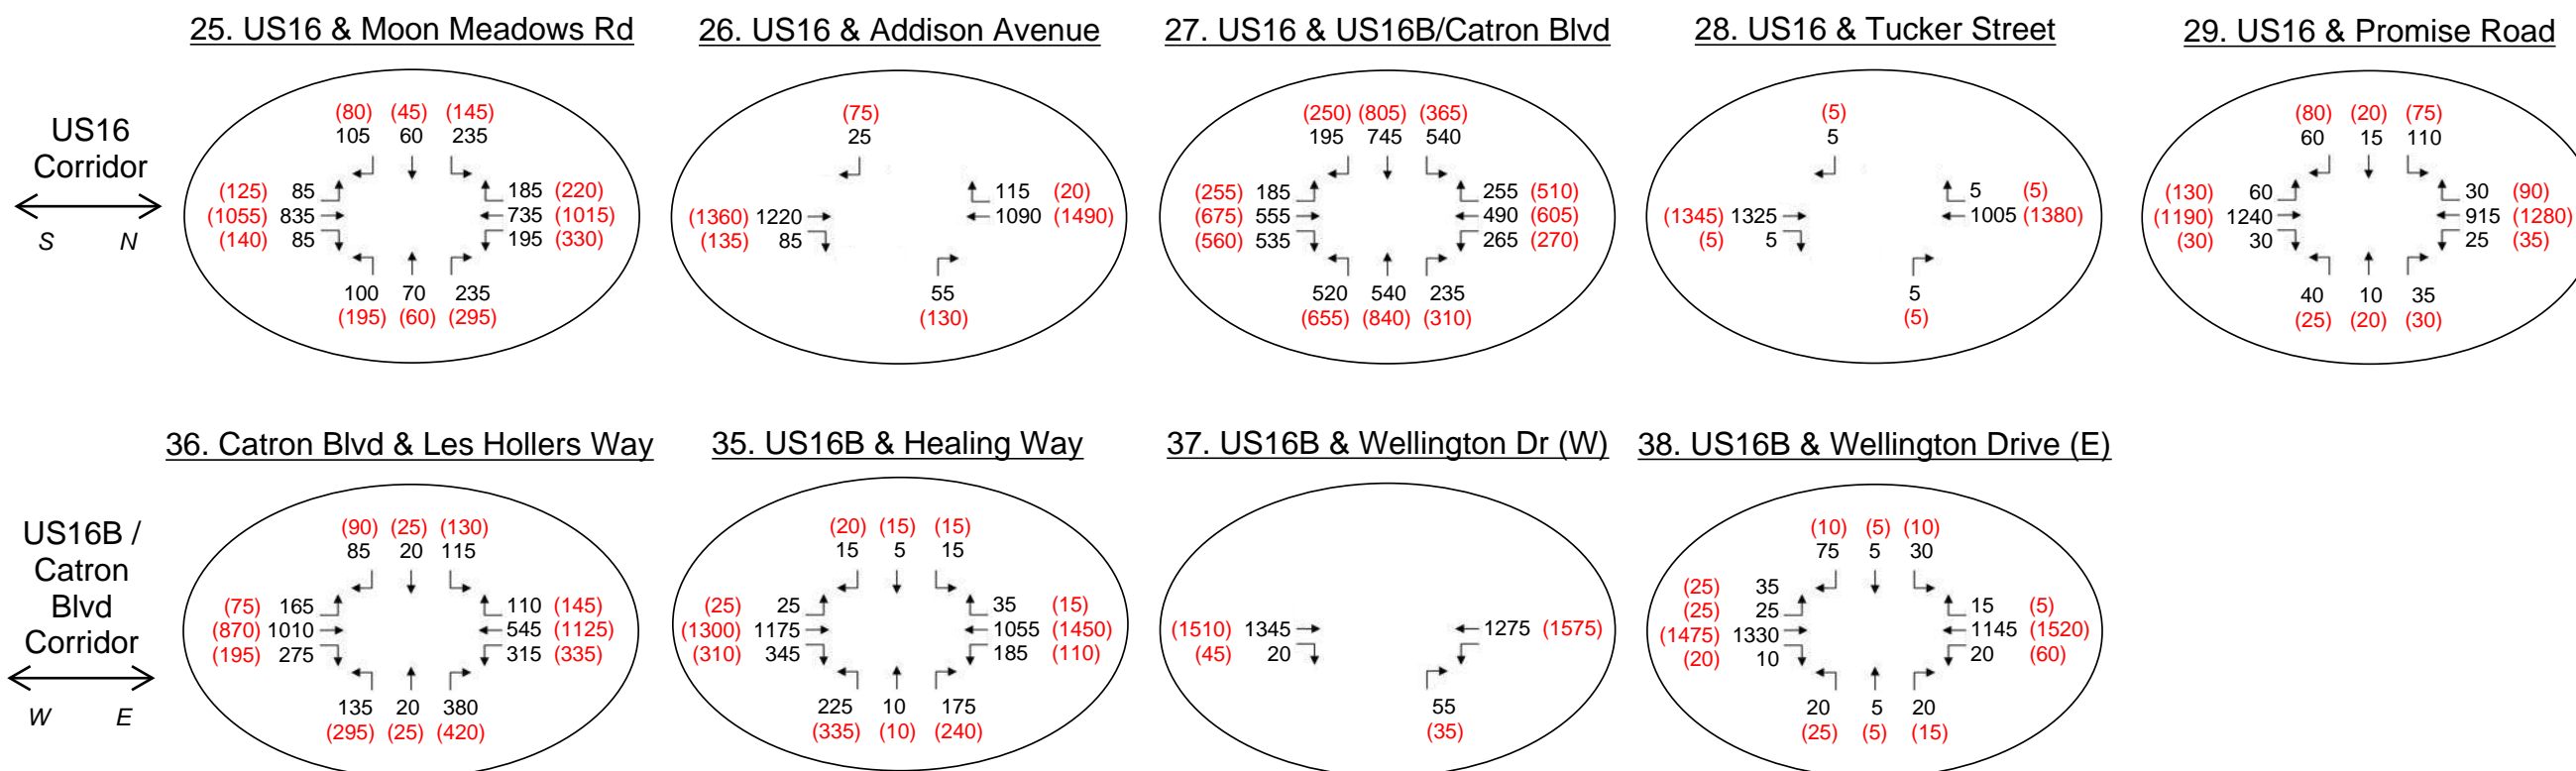 25. US16 & Moon Meadows Rd
26. US16 & Addison Avenue
27. US16 & US16B/Catron Blvd
28. US16 & Tucker Street
29. US16 & Promise Road
US16
Corridor
S N
(80) (45) (145)
105 60 235
(125) 85
(1055) 835
(140) 85
185 (220)
735 (1015)
195 (330)
100 70 235
(195) (60) (295)
(75)
25
(1360) 1220
(135) 85
115 (20)
1090 (1490)
55
(130)
(250) (805) (365)
195 745 540
(255) 185
(675) 555
(560) 535
255 (510)
490 (605)
265 (270)
520 540 235
(655) (840) (310)
(5)
5
(1345) 1325
(5) 5
5 (5)
1005 (1380)
5
(5)
(80) (20) (75)
60 15 110
(130) 60
(1190) 1240
(30) 30
30 (90)
915 (1280)
25 (35)
40 10 35
(25) (20) (30)
36. Catron Blvd & Les Hollers Way
35. US16B & Healing Way
37. US16B & Wellington Dr (W)
38. US16B & Wellington Drive (E)
US16B /
Catron
Blvd
Corridor
W E
(90) (25) (130)
85 20 115
(75) 165
(870) 1010
(195) 275
110 (145)
545 (1125)
315 (335)
135 20 380
(295) (25) (420)
(20) (15) (15)
15 5 15
(25) 25
(1300) 1175
(310) 345
35 (15)
1055 (1450)
185 (110)
225 10 175
(335) (10) (240)
(1510) 1345
(45) 20
1275 (1575)
55
(35)
(10) (5) (10)
75 5 30
(25) 35
(25) 25
(1475) 1330
(20) 10
15 (5)
1145 (1520)
20 (60)
20 5 20
(25) (5) (15)